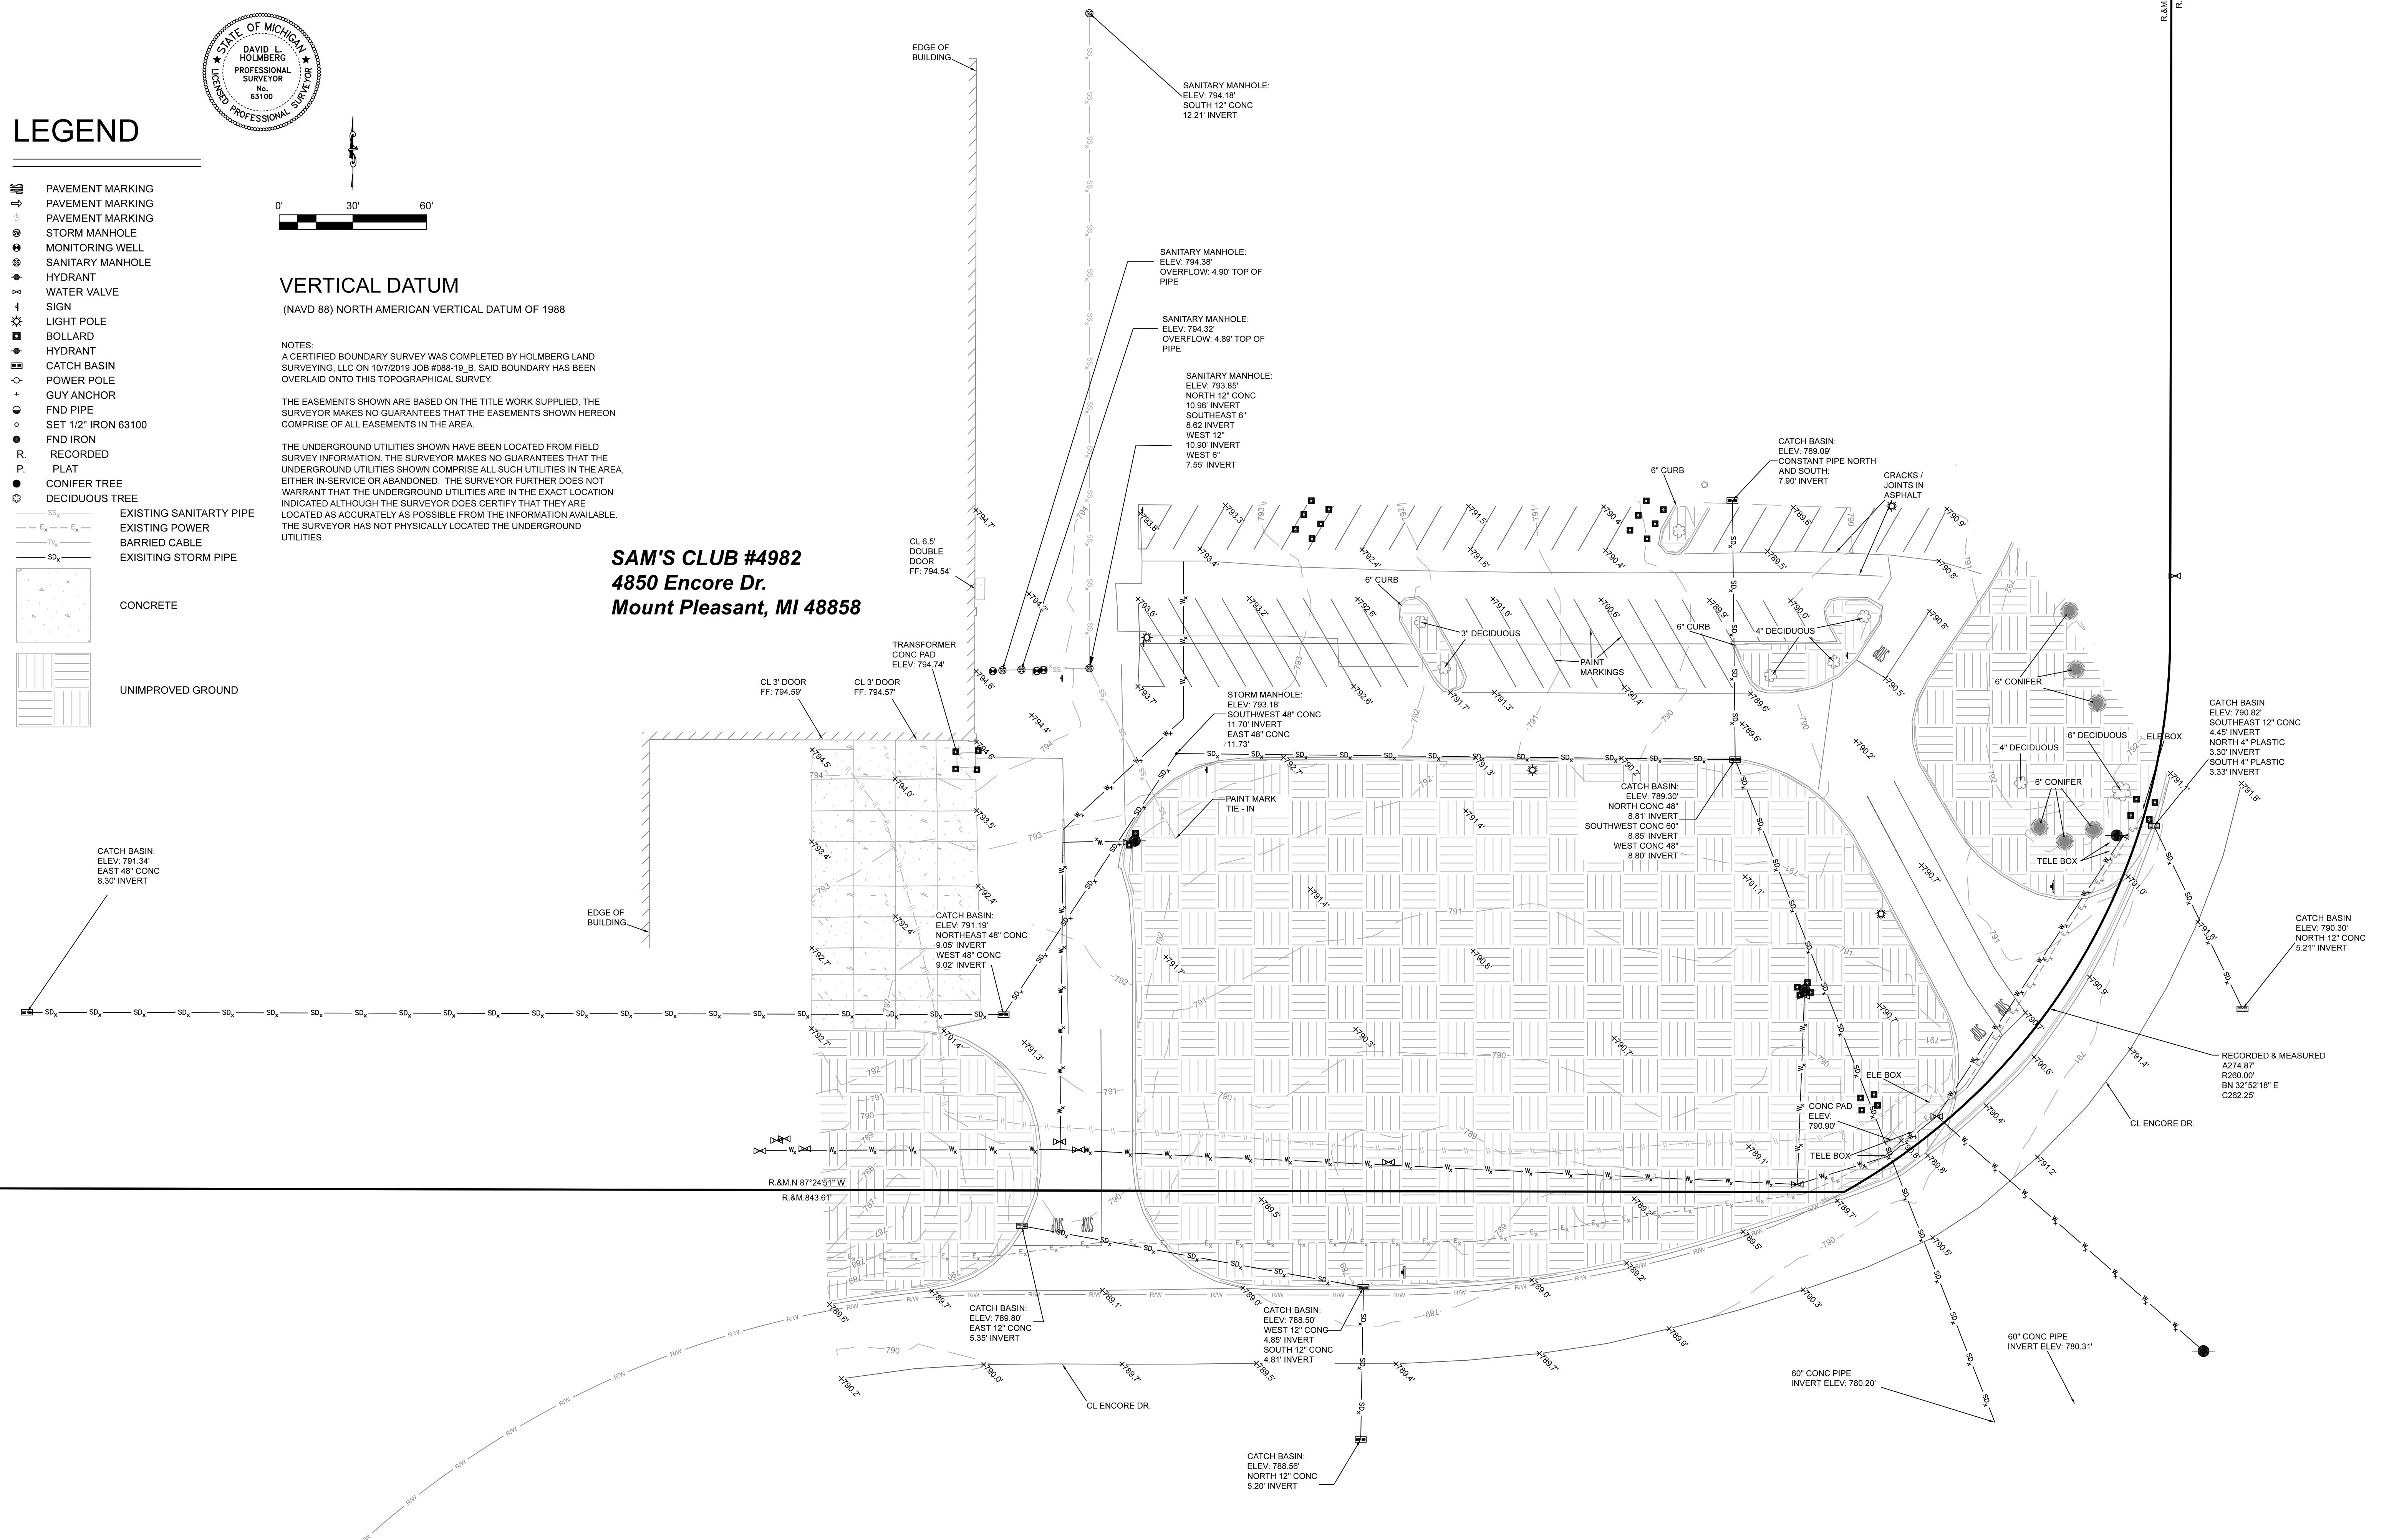 STATE OF MICHIGAN
DAVID L.
HOLMBERG
PROFESSIONAL
SURVEYOR
No.
63100
LICENSED PROFESSIONAL SURVEYOR
LEGEND
PAVEMENT MARKING
PAVEMENT MARKING
PAVEMENT MARKING
STORM MANHOLE
MONITORING WELL
SANITARY MANHOLE
HYDRANT
WATER VALVE
SIGN
LIGHT POLE
BOLLARD
HYDRANT
CATCH BASIN
POWER POLE
GUY ANCHOR
FND PIPE
SET 1/2" IRON 63100
FND IRON
R. RECORDED
P. PLAT
CONIFER TREE
DECIDUOUS TREE
EXISTING SANITARTY PIPE
EXISTING POWER
BARRIED CABLE
EXISITING STORM PIPE
CONCRETE
UNIMPROVED GROUND
0' 30' 60'
VERTICAL DATUM
(NAVD 88) NORTH AMERICAN VERTICAL DATUM OF 1988
NOTES:
A CERTIFIED BOUNDARY SURVEY WAS COMPLETED BY HOLMBERG LAND
SURVEYING, LLC ON 10/7/2019 JOB #088-19_B. SAID BOUNDARY HAS BEEN
OVERLAID ONTO THIS TOPOGRAPHICAL SURVEY.
THE EASEMENTS SHOWN ARE BASED ON THE TITLE WORK SUPPLIED, THE
SURVEYOR MAKES NO GUARANTEES THAT THE EASEMENTS SHOWN HEREON
COMPRISE OF ALL EASEMENTS IN THE AREA.
THE UNDERGROUND UTILITIES SHOWN HAVE BEEN LOCATED FROM FIELD
SURVEY INFORMATION. THE SURVEYOR MAKES NO GUARANTEES THAT THE
UNDERGROUND UTILITIES SHOWN COMPRISE ALL SUCH UTILITIES IN THE AREA,
EITHER IN-SERVICE OR ABANDONED. THE SURVEYOR FURTHER DOES NOT
WARRANT THAT THE UNDERGROUND UTILITIES ARE IN THE EXACT LOCATION
INDICATED ALTHOUGH THE SURVEYOR DOES CERTIFY THAT THEY ARE
LOCATED AS ACCURATELY AS POSSIBLE FROM THE INFORMATION AVAILABLE.
THE SURVEYOR HAS NOT PHYSICALLY LOCATED THE UNDERGROUND
UTILITIES.
SAM'S CLUB #4982
4850 Encore Dr.
Mount Pleasant, MI 48858
EDGE OF
BUILDING
SANITARY MANHOLE:
ELEV: 794.18'
SOUTH 12" CONC
12.21' INVERT
SANITARY MANHOLE:
ELEV: 794.38'
OVERFLOW: 4.90' TOP OF
PIPE
SANITARY MANHOLE:
ELEV: 794.32'
OVERFLOW: 4.89' TOP OF
PIPE
SANITARY MANHOLE:
ELEV: 793.85'
NORTH 12" CONC
10.96' INVERT
SOUTHEAST 6"
8.62 INVERT
WEST 12"
10.90' INVERT
WEST 6"
7.55' INVERT
6" CURB
CATCH BASIN:
ELEV: 789.09'
CONSTANT PIPE NORTH
AND SOUTH:
7.90' INVERT
CRACKS /
JOINTS IN
ASPHALT
CL 6.5'
DOUBLE
DOOR
FF: 794.54'
TRANSFORMER
CONC PAD
ELEV: 794.74'
CL 3' DOOR
FF: 794.59'
CL 3' DOOR
FF: 794.57'
6" CURB
3" DECIDUOUS
PAINT
MARKINGS
6" CURB
4" DECIDUOUS
STORM MANHOLE:
ELEV: 793.18'
SOUTHWEST 48" CONC
11.70' INVERT
EAST 48" CONC
11.73'
6" CONIFER
4" DECIDUOUS
6" DECIDUOUS
ELE BOX
6" CONIFER
TELE BOX
CATCH BASIN
ELEV: 790.82'
SOUTHEAST 12" CONC
4.45' INVERT
NORTH 4" PLASTIC
3.30' INVERT
SOUTH 4" PLASTIC
3.33' INVERT
PAINT MARK
TIE - IN
CATCH BASIN:
ELEV: 789.30'
NORTH CONC 48"
8.81' INVERT
SOUTHWEST CONC 60"
8.85' INVERT
WEST CONC 48"
8.80' INVERT
CATCH BASIN:
ELEV: 791.34'
EAST 48" CONC
8.30' INVERT
EDGE OF
BUILDING
CATCH BASIN:
ELEV: 791.19'
NORTHEAST 48" CONC
9.05' INVERT
WEST 48" CONC
9.02' INVERT
CATCH BASIN
ELEV: 790.30'
NORTH 12" CONC
5.21" INVERT
RECORDED & MEASURED
A274.87'
R260.00'
BN 32°52'18" E
C262.25'
CL ENCORE DR.
ELE BOX
CONC PAD
ELEV:
790.90'
TELE BOX
R.&M.N 87°24'51" W
R.&M.843.61'
CATCH BASIN:
ELEV: 789.80'
EAST 12" CONC
5.35' INVERT
CATCH BASIN:
ELEV: 788.50'
WEST 12" CONC
4.85' INVERT
SOUTH 12" CONC
4.81' INVERT
CL ENCORE DR.
CATCH BASIN:
ELEV: 788.56'
NORTH 12" CONC
5.20' INVERT
60" CONC PIPE
INVERT ELEV: 780.20'
60" CONC PIPE
INVERT ELEV: 780.31'